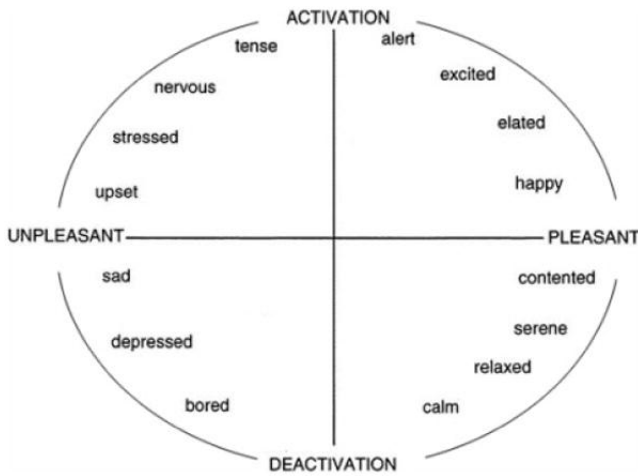 ACTIVATION
tense
alert
nervous
excited
stressed
elated
upset
happy
UNPLEASANT
PLEASANT
sad
contented
depressed
serene
relaxed
bored
calm
DEACTIVATION